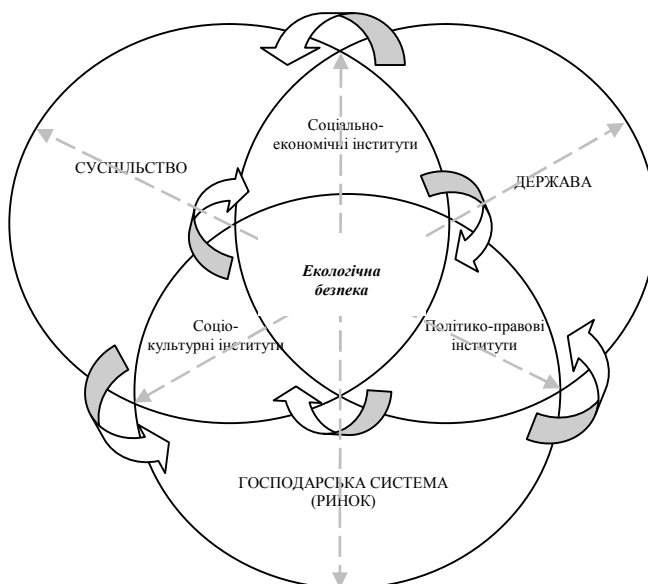 Соціально-
економічні інститути
СУСПІЛЬСТВО
ДЕРЖАВА
Екологічна
безпека
Соціо-
культурні інститути
Політико-правові
інститути
ГОСПОДАРСЬКА СИСТЕМА
(РИНОК)